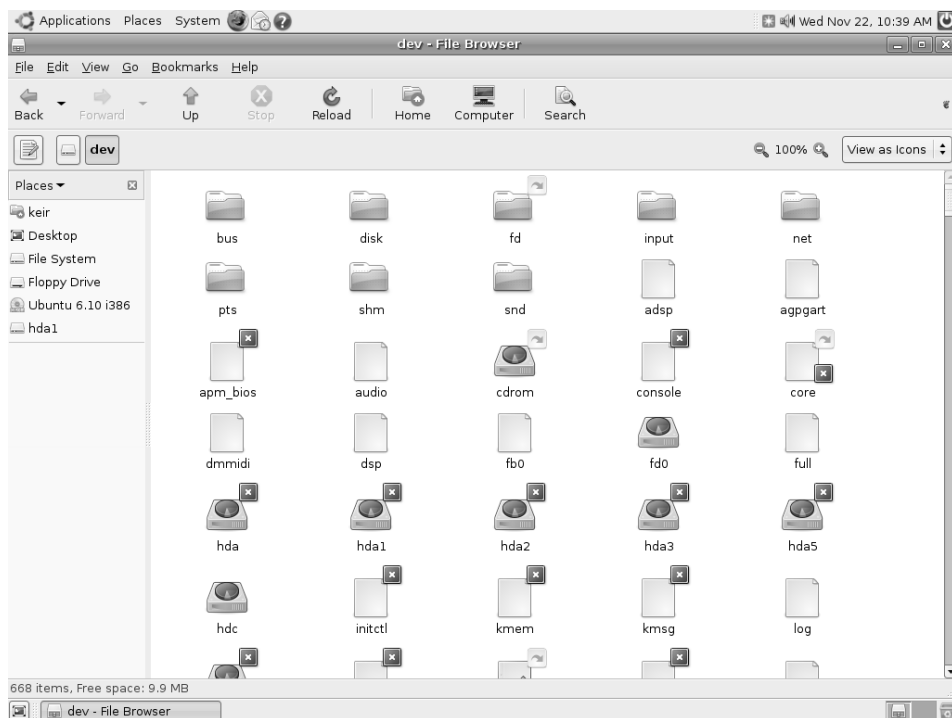 Applications Places System Wed Nov 22, 10:39 AM
dev - File Browser
File Edit View Go Bookmarks Help
Back Forward Up Stop Reload Home Computer Search
dev 100% View as Icons
Places
keir
Desktop
File System
Floppy Drive
Ubuntu 6.10 i386
hda1
bus disk fd input net
pts shm snd adsp agpgart
apm_bios audio cdrom console core
dmmidi dsp fb0 fd0 full
hda hda1 hda2 hda3 hda5
hdc initctl kmem kmsg log
668 items, Free space: 9.9 MB
dev - File Browser